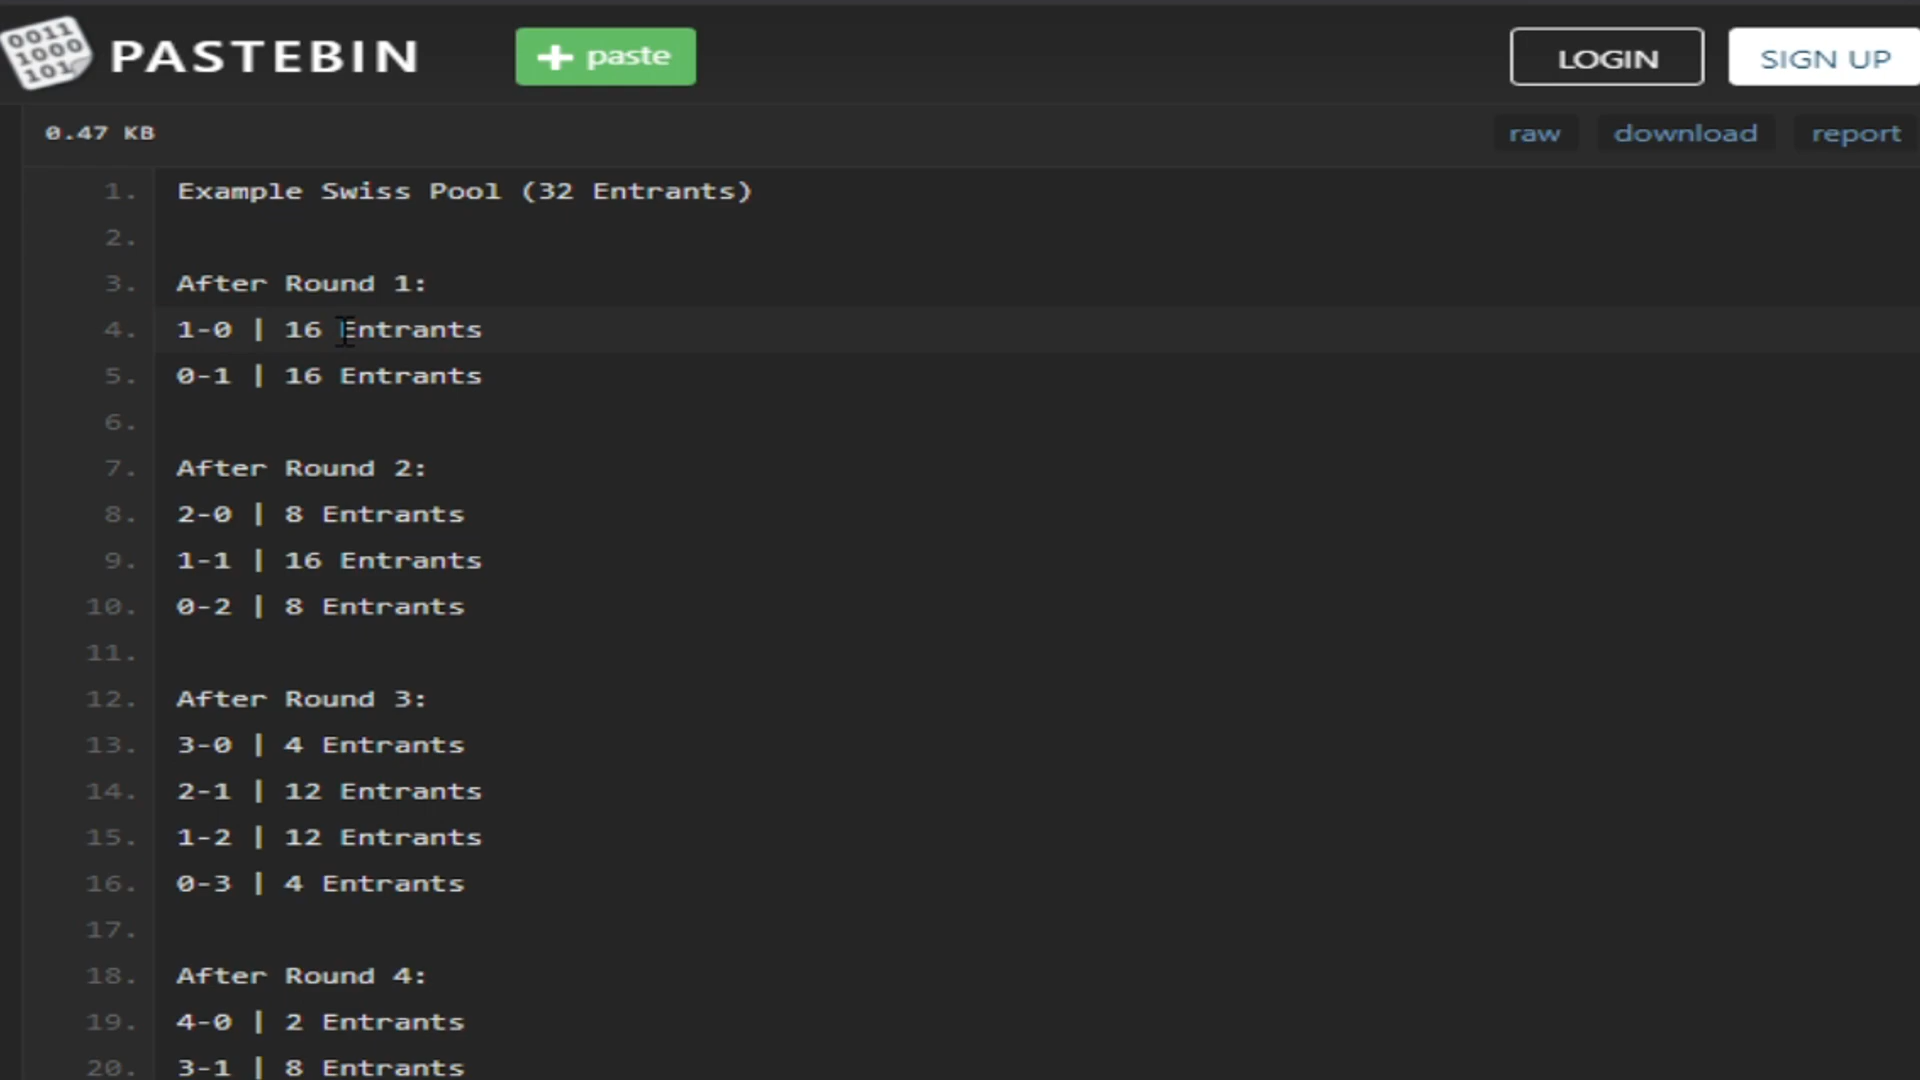 0011
1000
101
PASTEBIN
+ paste
LOGIN
SIGN UP
0.47 KB
raw
download
report
1. Example Swiss Pool (32 Entrants)
2.
3. After Round 1:
4. 1-0 | 16 Entrants
5. 0-1 | 16 Entrants
6.
7. After Round 2:
8. 2-0 | 8 Entrants
9. 1-1 | 16 Entrants
10. 0-2 | 8 Entrants
11.
12. After Round 3:
13. 3-0 | 4 Entrants
14. 2-1 | 12 Entrants
15. 1-2 | 12 Entrants
16. 0-3 | 4 Entrants
17.
18. After Round 4:
19. 4-0 | 2 Entrants
20. 3-1 | 8 Entrants